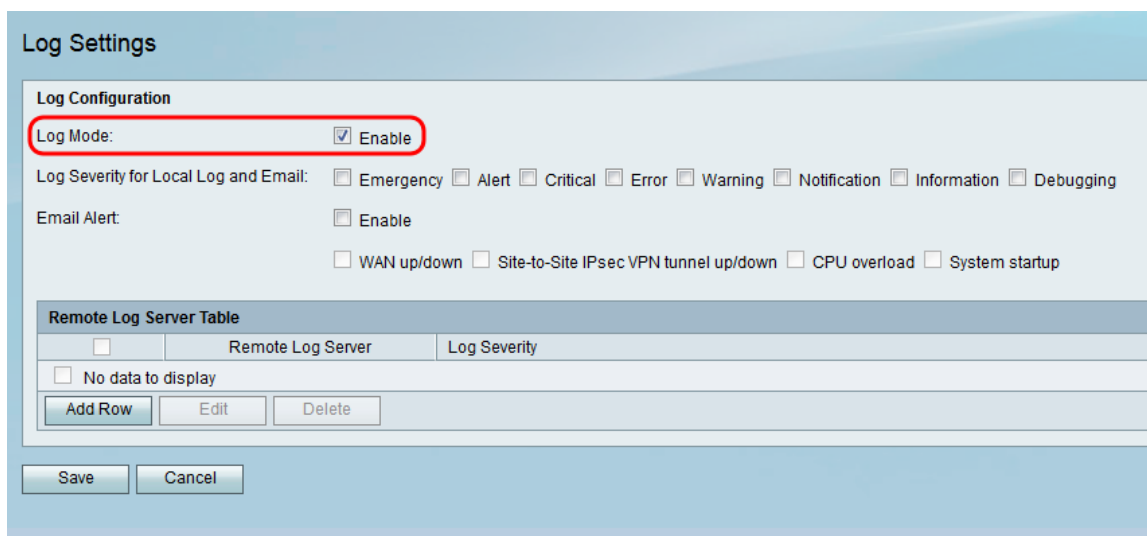 Log Settings
Log Configuration
Log Mode: Enable
Log Severity for Local Log and Email: Emergency Alert Critical Error Warning Notification Information Debugging
Email Alert: Enable
WAN up/down Site-to-Site IPsec VPN tunnel up/down CPU overload System startup
Remote Log Server Table
Remote Log Server Log Severity
No data to display
Add Row Edit Delete
Save Cancel